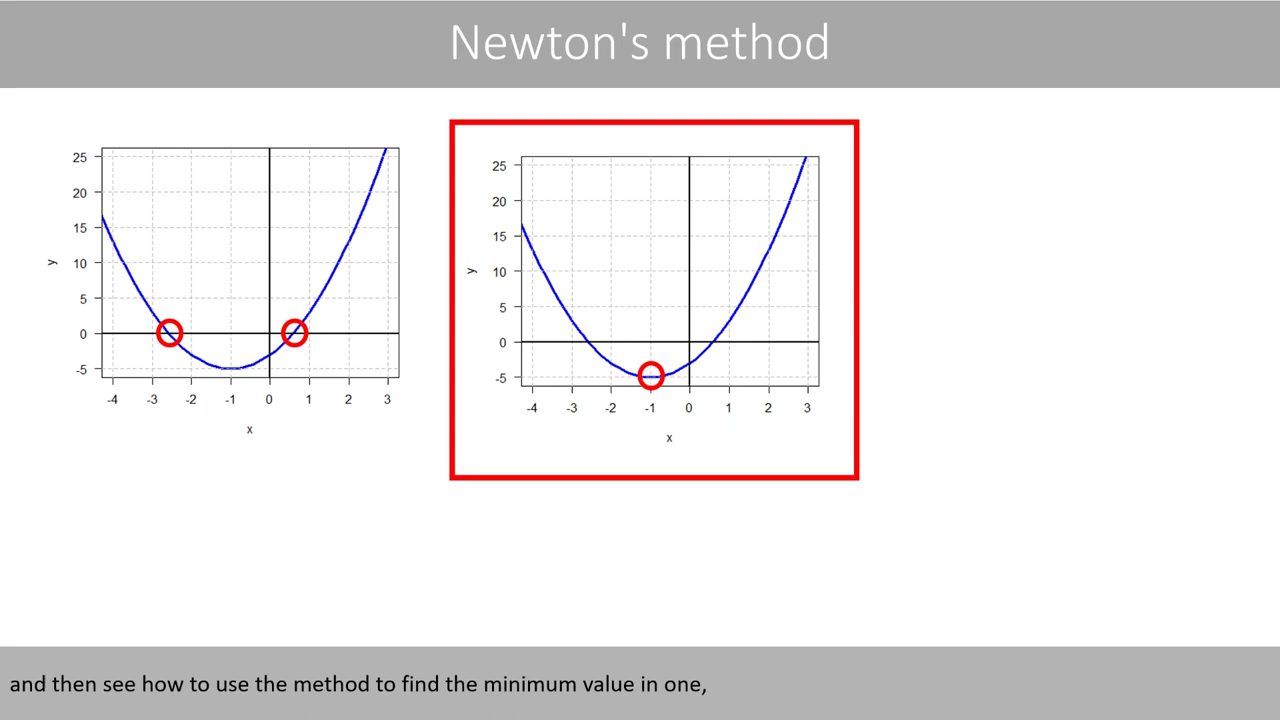 Newton's method
25
20
15
10
5
0
-5
y
-4 -3 -2 -1 0 1 2 3
x
25
20
15
10
5
0
-5
y
-4 -3 -2 -1 0 1 2 3
x
and then see how to use the method to find the minimum value in one,